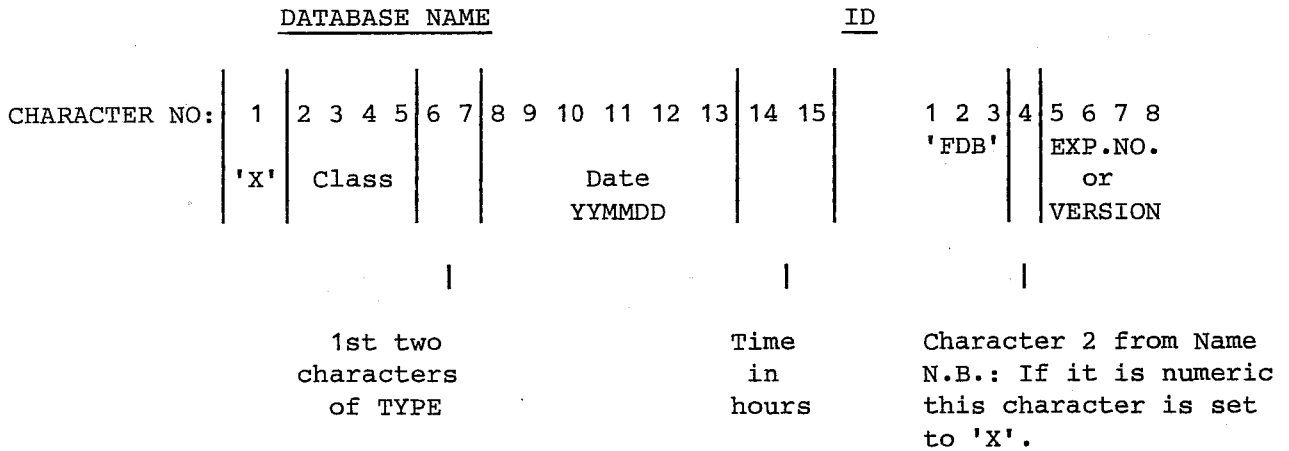 DATABASE NAME ID
CHARACTER NO: 1 2 3 4 5 6 7 8 9 10 11 12 13 14 15 1 2 3 4 5 6 7 8
'FDB' EXP.NO.
'X' Class Date or
YYMMDD VERSION
1st two Time Character 2 from Name
characters in N.B.: If it is numeric
of TYPE hours this character is set
to 'X'.